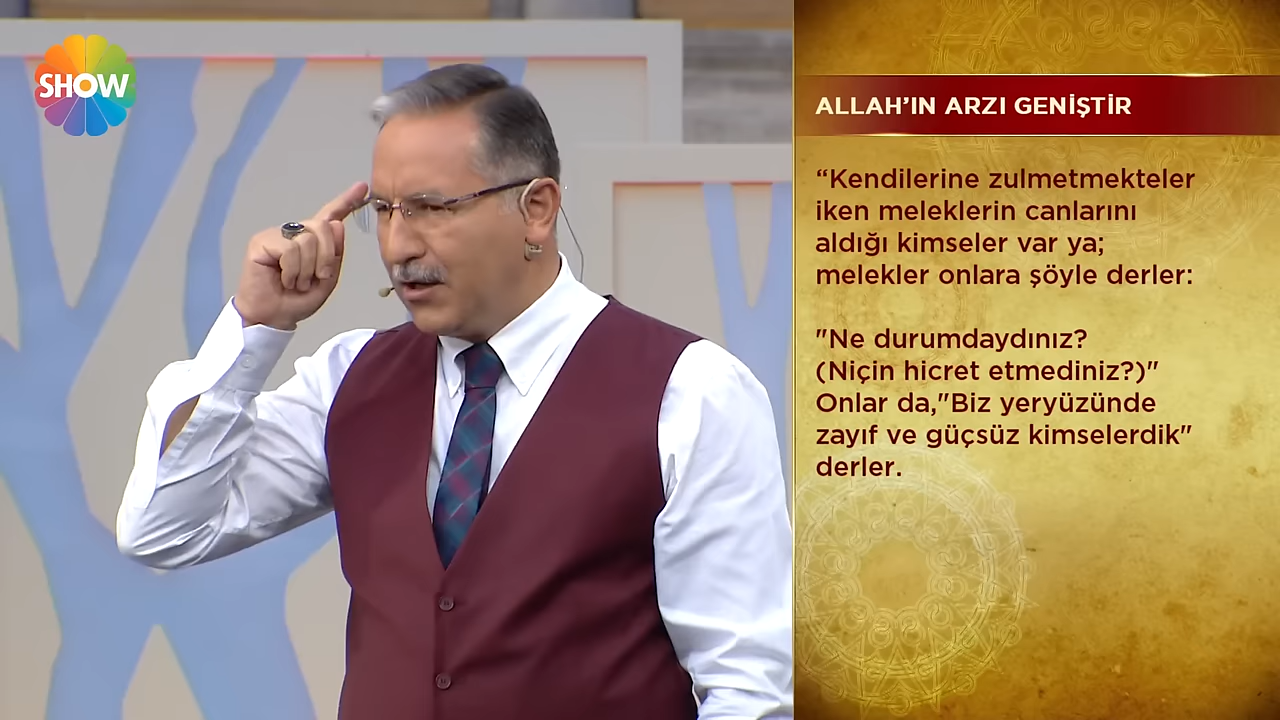 SHOW
ALLAH’IN ARZI GENİŞTİR
“Kendilerine zulmetmekteler
iken meleklerin canlarını
aldığı kimseler var ya;
melekler onlara şöyle derler:
"Ne durumdaydınız?
(Niçin hicret etmediniz?)"
Onlar da,"Biz yeryüzünde
zayıf ve güçsüz kimselerdik"
derler.